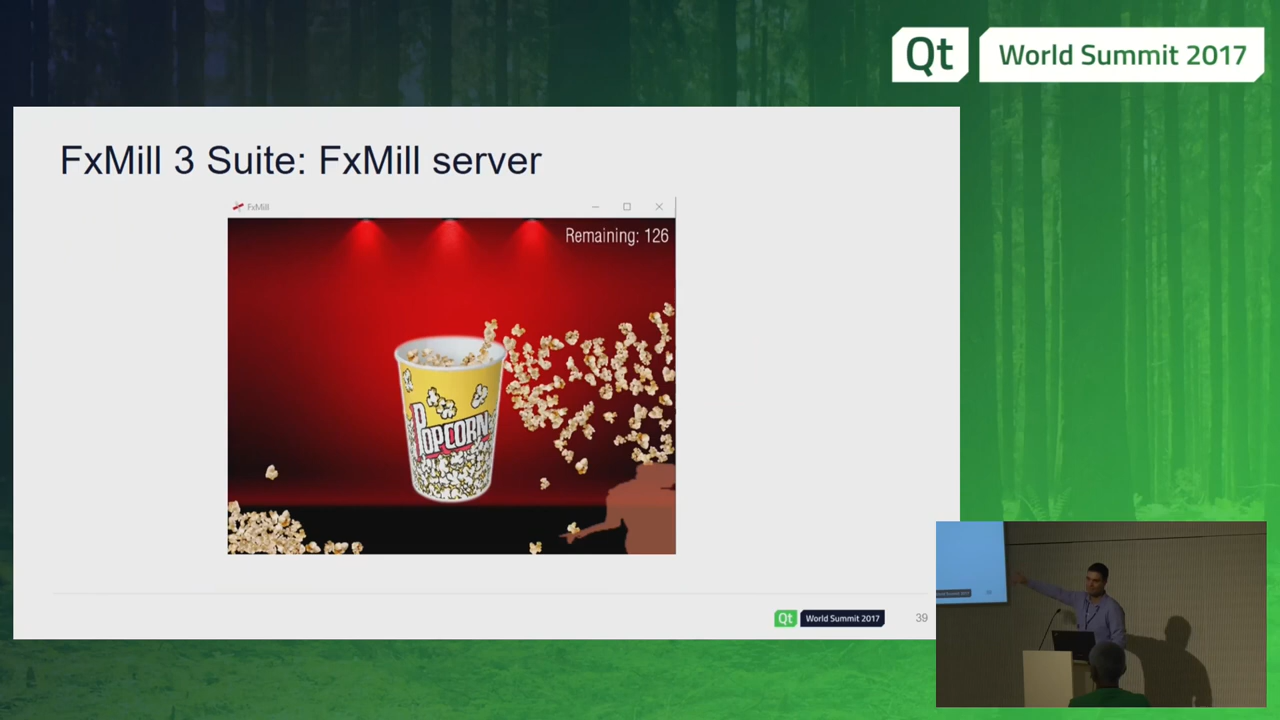 Qt World Summit 2017
FxMill 3 Suite: FxMill server
FxMill
Remaining: 126
POPCORN
Qt World Summit 2017 39